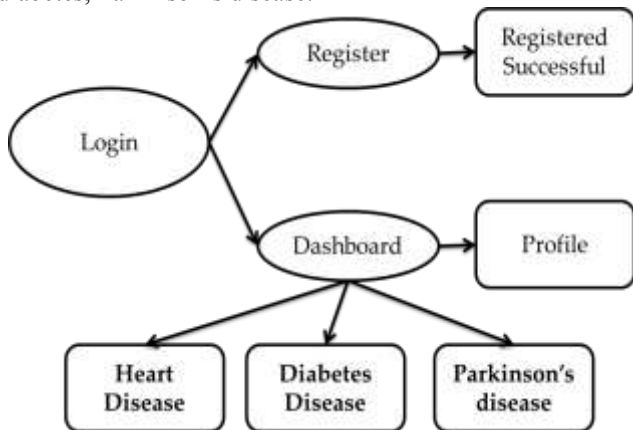 Register
Registered
Successful
Login
Dashboard
Profile
Heart
Disease
Diabetes
Disease
Parkinson's
disease